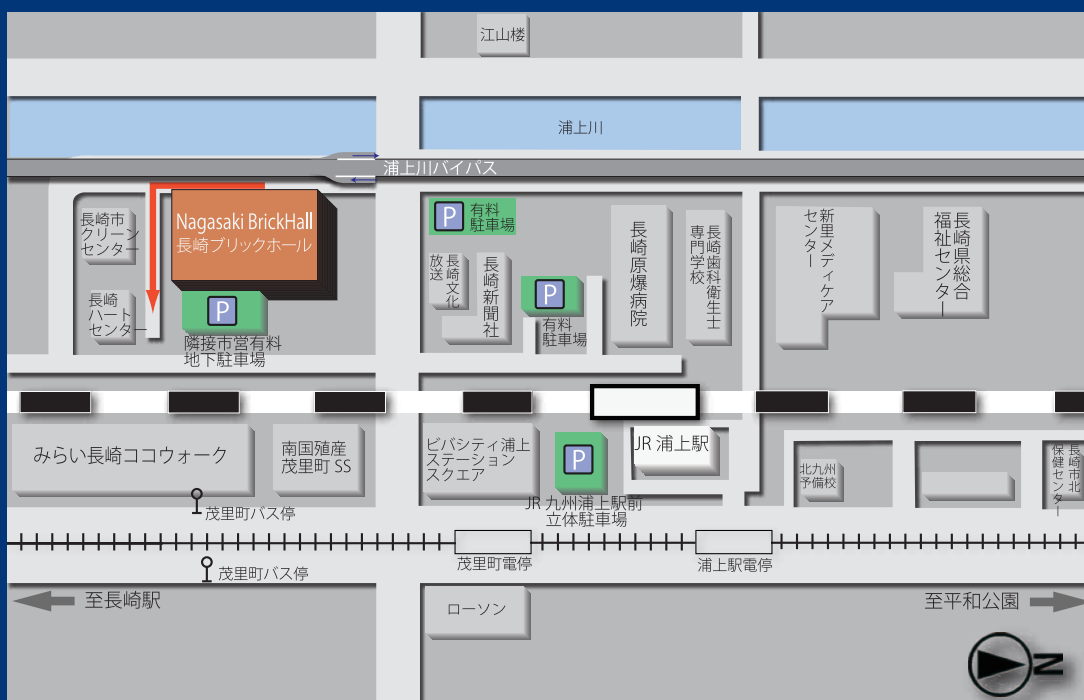 江山楼
浦上川
浦上川バイパス
長崎市
クリーン
センター
Nagasaki BrickHall
長崎ブリックホール
P
有料
駐車場
長崎文化
放送
長崎新聞社
P
有料
駐車場
長崎原爆病院
長崎歯科衛生士
専門学校
新里メディケア
センター
長崎県総合
福祉センター
長崎
ハート
センター
P
隣接市営有料
地下駐車場
みらい長崎ココウォーク
南国殖産
茂里町 SS
ビバシティ浦上
ステーション
スクエア
P
JR 九州浦上駅前
立体駐車場
JR 浦上駅
北九州
予備校
長崎市北
保健センター
茂里町バス停
茂里町電停
浦上駅電停
茂里町バス停
至長崎駅
ローソン
至平和公園
N